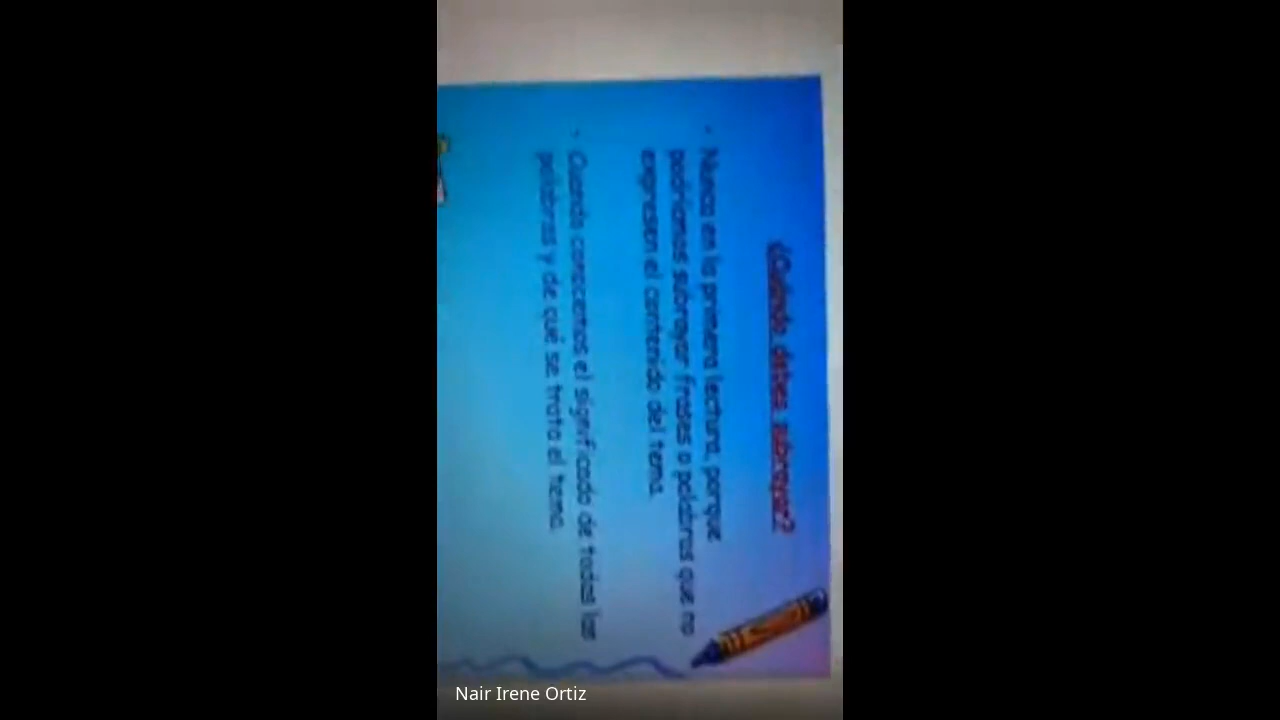 ¿Cuándo debes subrayar?
• Nunca en la primera lectura, porque
podríamos subrayar frases o palabras que no
expresen el contenido del tema.
• Cuando conocemos el significado de todas las
palabras y de qué se trata el tema.
Nair Irene Ortiz